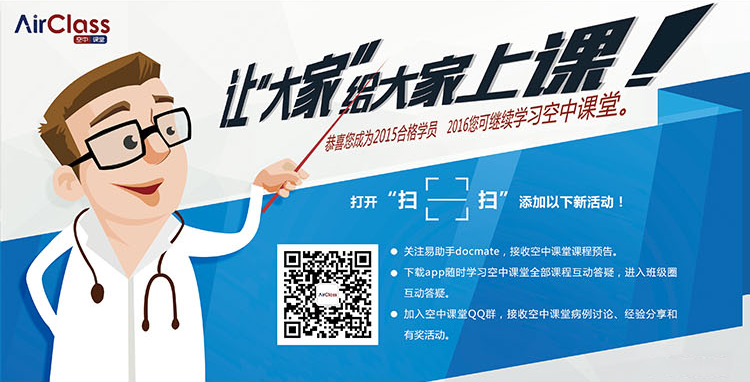 AirClass
空中 课堂
让“大家”给大家上课！
恭喜您成为2015合格学员 2016您可继续学习空中课堂。
打开“扫一扫”添加以下新活动！
AirClass
关注易助手docmate，接收空中课堂课程预告。
下载app随时学习空中课堂全部课程互动答疑，进入班级圈
互动答疑。
加入空中课堂QQ群，接收空中课堂病例讨论、经验分享和
有奖活动。